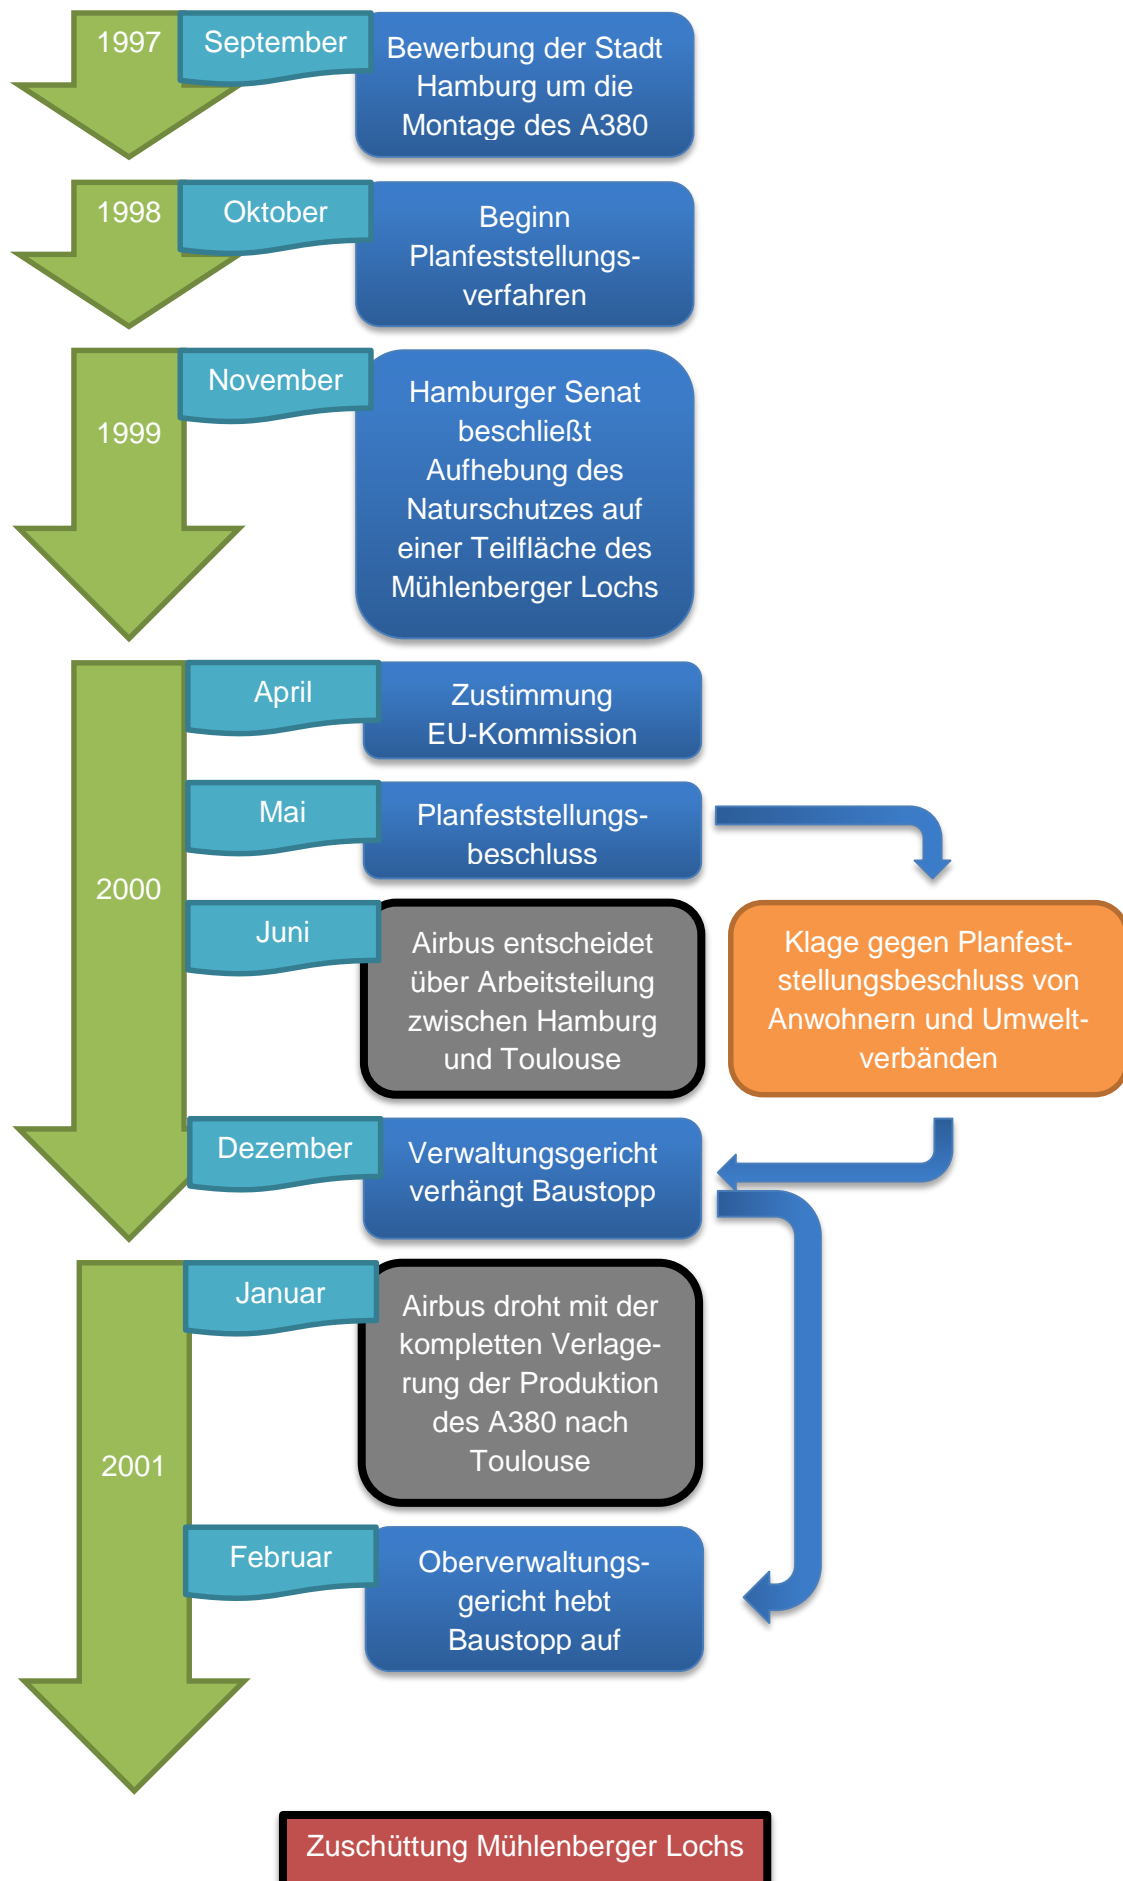 1997
September
Bewerbung der Stadt
Hamburg um die
Montage des A380
1998
Oktober
Beginn
Planfeststellungs-
verfahren
1999
November
Hamburger Senat
beschließt
Aufhebung des
Naturschutzes auf
einer Teilfläche des
Mühlenberger Lochs
2000
April
Zustimmung
EU-Kommission
Mai
Planfeststellungs-
beschluss
Juni
Airbus entscheidet
über Arbeitsteilung
zwischen Hamburg
und Toulouse
Klage gegen Planfest-
stellungsbeschluss von
Anwohnern und Umwelt-
verbänden
Dezember
Verwaltungsgericht
verhängt Baustopp
2001
Januar
Airbus droht mit der
kompletten Verlage-
rung der Produktion
des A380 nach
Toulouse
Februar
Oberverwaltungs-
gericht hebt
Baustopp auf
Zuschüttung Mühlenberger Lochs